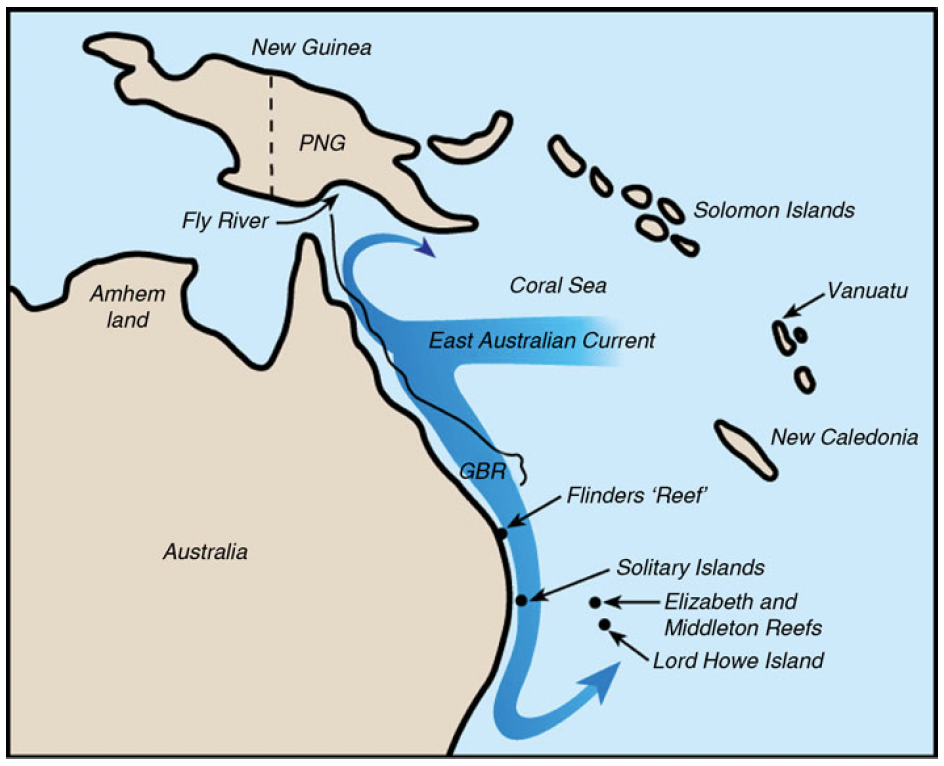 New Guinea
PNG
Fly River
Solomon Islands
Amhem
land
Coral Sea
Vanuatu
East Australian Current
New Caledonia
GBR
Flinders ‘Reef’
Australia
Solitary Islands
Elizabeth and
Middleton Reefs
Lord Howe Island